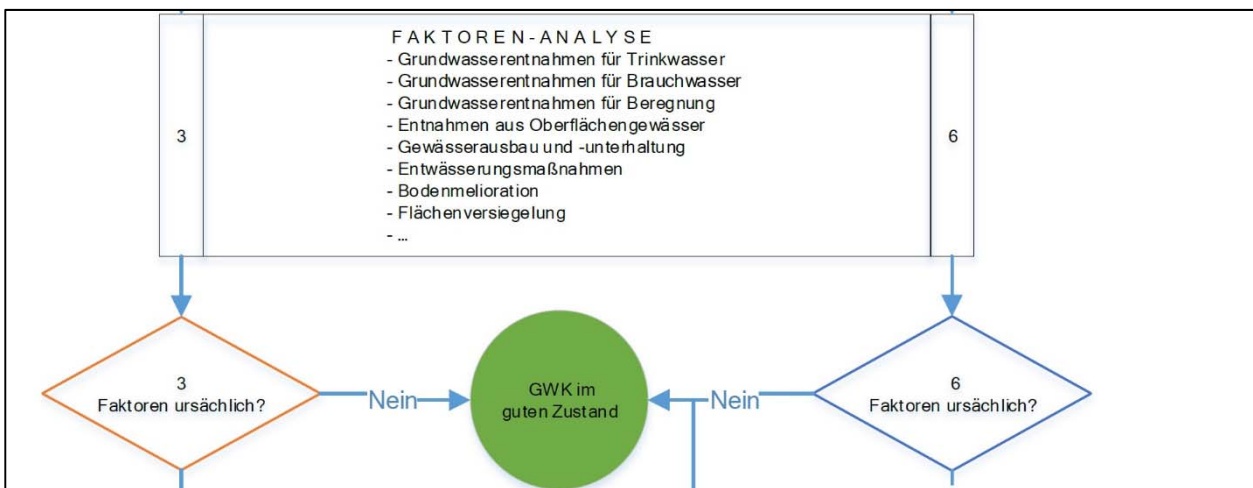 FAKTOREN-ANALYSE
- Grundwasserentnahmen für Trinkwasser
- Grundwasserentnahmen für Brauchwasser
- Grundwasserentnahmen für Beregnung
- Entnahmen aus Oberflächengewässer
- Gewässerausbau und -unterhaltung
- Entwässerungsmaßnahmen
- Bodenmelioration
- Flächenversiegelung
- ...
3
6
3
Faktoren ursächlich?
Nein
GWK im
guten Zustand
Nein
6
Faktoren ursächlich?